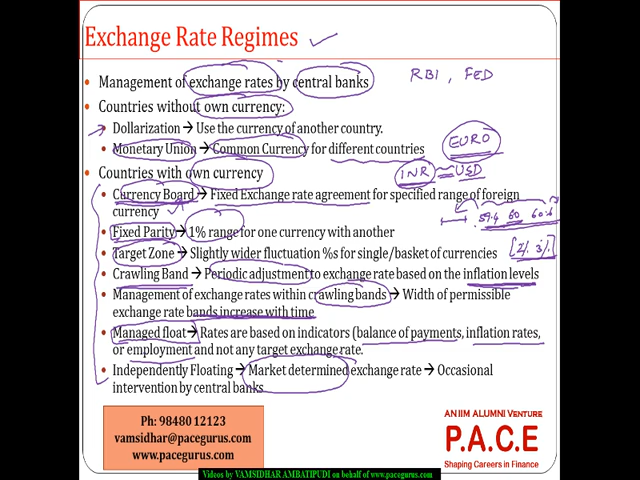 Exchange Rate Regimes
• Management of exchange rates by central banks
RBI, FED
• Countries without own currency:
• Dollarization → Use the currency of another country.
• Monetary Union → Common Currency for different countries
EURO
• Countries with own currency
INR USD
• Currency Board → Fixed Exchange rate agreement for specified range of foreign
currency
59.4 60 60.6
• Fixed Parity → 1% range for one currency with another
• Target Zone → Slightly wider fluctuation %s for single/basket of currencies
[2%. 3%]
• Crawling Band → Periodic adjustment to exchange rate based on the inflation levels
• Management of exchange rates within crawling bands → Width of permissible
exchange rate bands increase with time
• Managed float → Rates are based on indicators (balance of payments, inflation rates,
or employment and not any target exchange rate.
• Independently Floating → Market determined exchange rate → Occasional
intervention by central banks
Ph: 98480 12123
vamsidhar@pacegurus.com
www.pacegurus.com
AN IIM ALUMNI VENTURE
P.A.C.E
Shaping Careers in Finance
Videos by VAMSIDHAR AMBATIPUDI on behalf of www.pacegurus.com